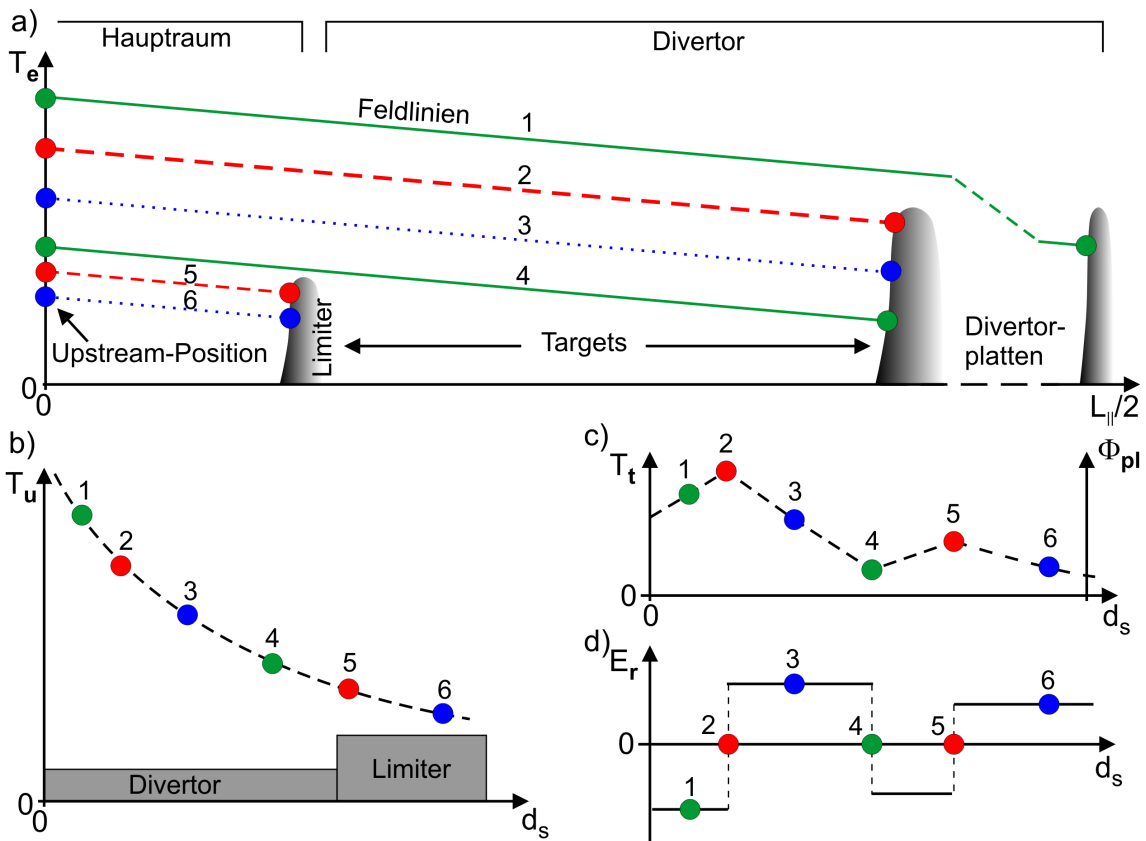 a)
Hauptraum
Divertor
Te
Feldlinien
1
2
3
4
5
6
Upstream-Position
Limiter
Targets
Divertor-
platten
0
0
L||/2
b)
Tu
1
2
3
4
5
6
Divertor
Limiter
0
0
ds
c)
Tt
Φpl
1
2
3
4
5
6
0
0
ds
d)
Er
1
2
3
4
5
6
0
ds